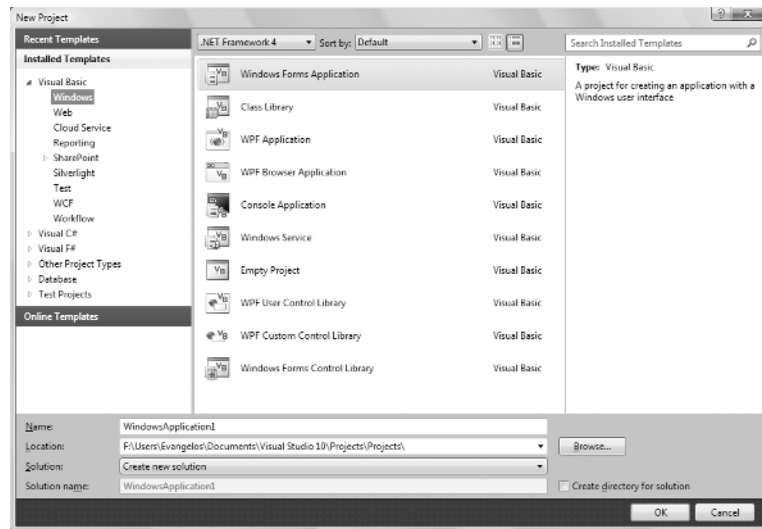 New Project
Recent Templates
Installed Templates
Visual Basic
Windows
Web
Cloud Service
Reporting
SharePoint
Silverlight
Test
WCF
Workflow
Visual C#
Visual F#
Other Project Types
Database
Test Projects
Online Templates
.NET Framework 4 Sort by: Default
Windows Forms Application Visual Basic
Class Library Visual Basic
WPF Application Visual Basic
WPF Browser Application Visual Basic
Console Application Visual Basic
Windows Service Visual Basic
Empty Project Visual Basic
WPF User Control Library Visual Basic
WPF Custom Control Library Visual Basic
Windows Forms Control Library Visual Basic
Search Installed Templates
Type: Visual Basic
A project for creating an application with a
Windows user interface
Name: WindowsApplication1
Location: F:\Users\Evangelos\Documents\Visual Studio 10\Projects\Projects\ Browse...
Solution: Create new solution
Solution name: WindowsApplication1 Create directory for solution
OK Cancel